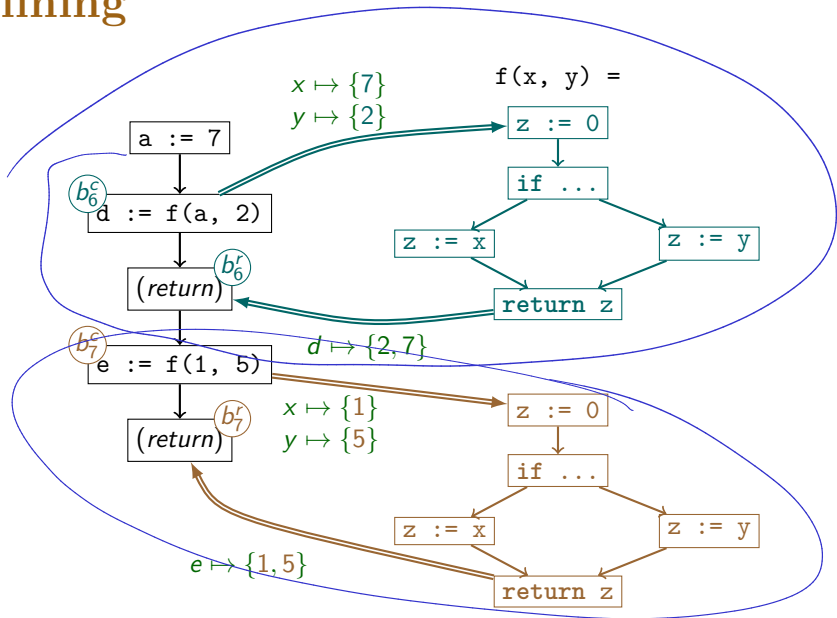 x ↦ {7}
y ↦ {2}
f(x, y) =
a := 7
z := 0
b₆ᶜ
d := f(a, 2)
if ...
z := x
z := y
b₆ʳ
(return)
return z
d ↦ {2, 7}
b₇ᶜ
e := f(1, 5)
x ↦ {1}
y ↦ {5}
z := 0
b₇ʳ
(return)
if ...
z := x
z := y
e ↦ {1, 5}
return z